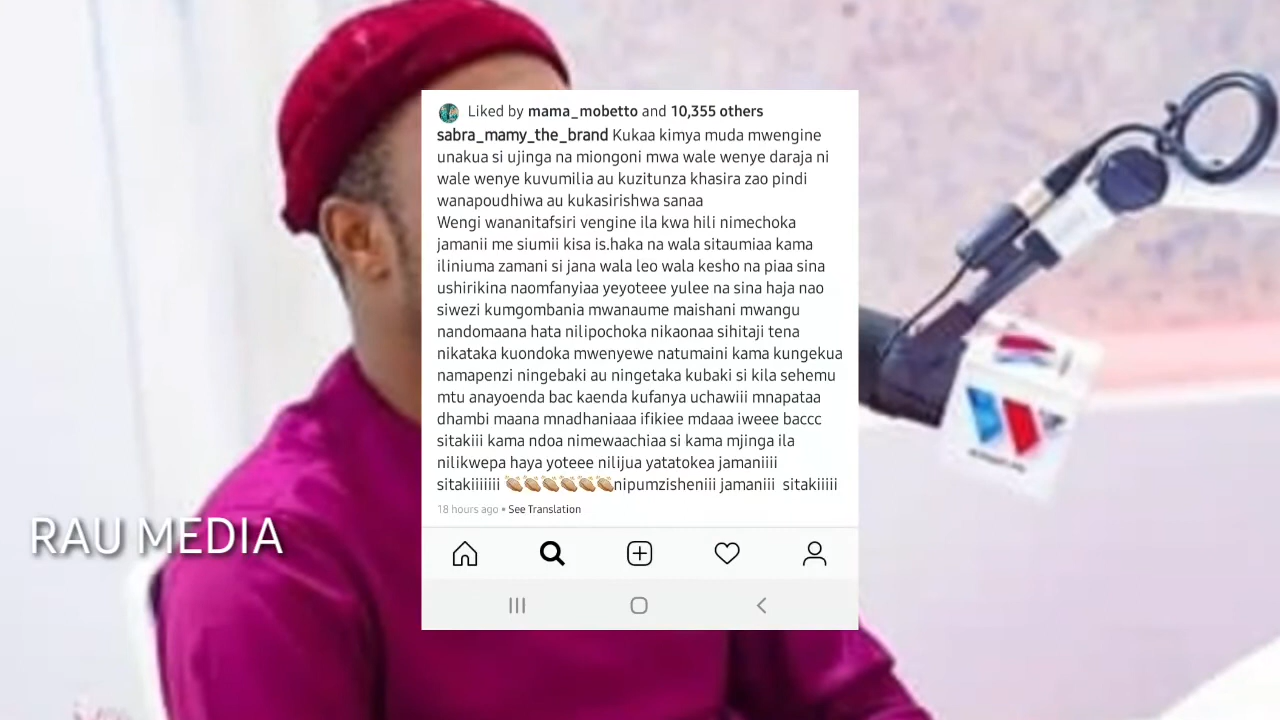 Liked by mama_mobetto and 10,355 others
sabra_mamy_the_brand Kukaa kimya muda mwengine
unakua si ujinga na miongoni mwa wale wenye daraja ni
wale wenye kuvumilia au kuzitunza khasira zao pindi
wanapoudhiwa au kukasirishwa sanaa
Wengi wananitafsiri vengine ila kwa hili nimechoka
jamanii me siumii kisa is.haka na wala sitaumiaa kama
iliniuma zamani si jana wala leo wala kesho na piaa sina
ushirikina naomfanyiaa yeyoteee yulee na sina haja nao
siwezi kumgombania mwanaume maishani mwangu
nandomaana hata nilipochoka nikaonaa sihitaji tena
nikataka kuondoka mwenyewe natumaini kama kungekua
namapenzi ningebaki au ningetaka kubaki si kila sehemu
mtu anayoenda bac kaenda kufanya uchawiii mnapataa
dhambi maana mnadhaniaaa ifikiee mdaaa iweee baccc
sitakiii kama ndoa nimewaachiaa si kama mjinga ila
nilikwepa haya yoteee nilijua yatatokea jamaniiii
sitakiiiiiii 👏🏼👏🏼👏🏼👏🏼👏🏼👏🏼nipumzisheniii jamaniii sitakiiiii
18 hours ago • See Translation
RAU MEDIA